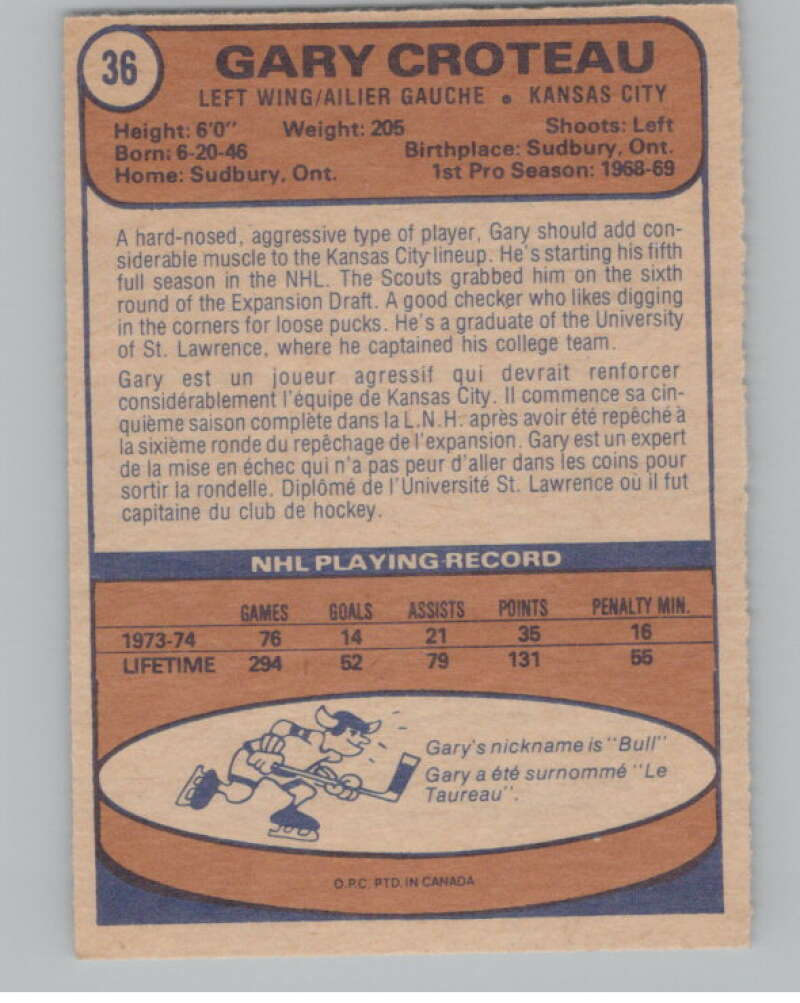 36
GARY CROTEAU
LEFT WING/AILIER GAUCHE • KANSAS CITY
Height: 6'0" Weight: 205 Shoots: Left
Born: 6-20-46 Birthplace: Sudbury, Ont.
Home: Sudbury, Ont. 1st Pro Season: 1968-69
A hard-nosed, aggressive type of player, Gary should add con-
siderable muscle to the Kansas City lineup. He's starting his fifth
full season in the NHL. The Scouts grabbed him on the sixth
round of the Expansion Draft. A good checker who likes digging
in the corners for loose pucks. He's a graduate of the University
of St. Lawrence, where he captained his college team.
Gary est un joueur agressif qui devrait renforcer
considérablement l'équipe de Kansas City. Il commence sa cin-
quième saison complète dans la L.N.H. après avoir été repêché à
la sixième ronde du repêchage de l'expansion. Gary est un expert
de la mise en échec qui n'a pas peur d'aller dans les coins pour
sortir la rondelle. Diplômé de l'Université St. Lawrence où il fut
capitaine du club de hockey.
NHL PLAYING RECORD
GAMES GOALS ASSISTS POINTS PENALTY MIN.
1973-74 76 14 21 35 16
LIFETIME 294 52 79 131 55
Gary's nickname is "Bull"
Gary a été surnommé "Le
Taureau".
O.P.C. PTD. IN CANADA